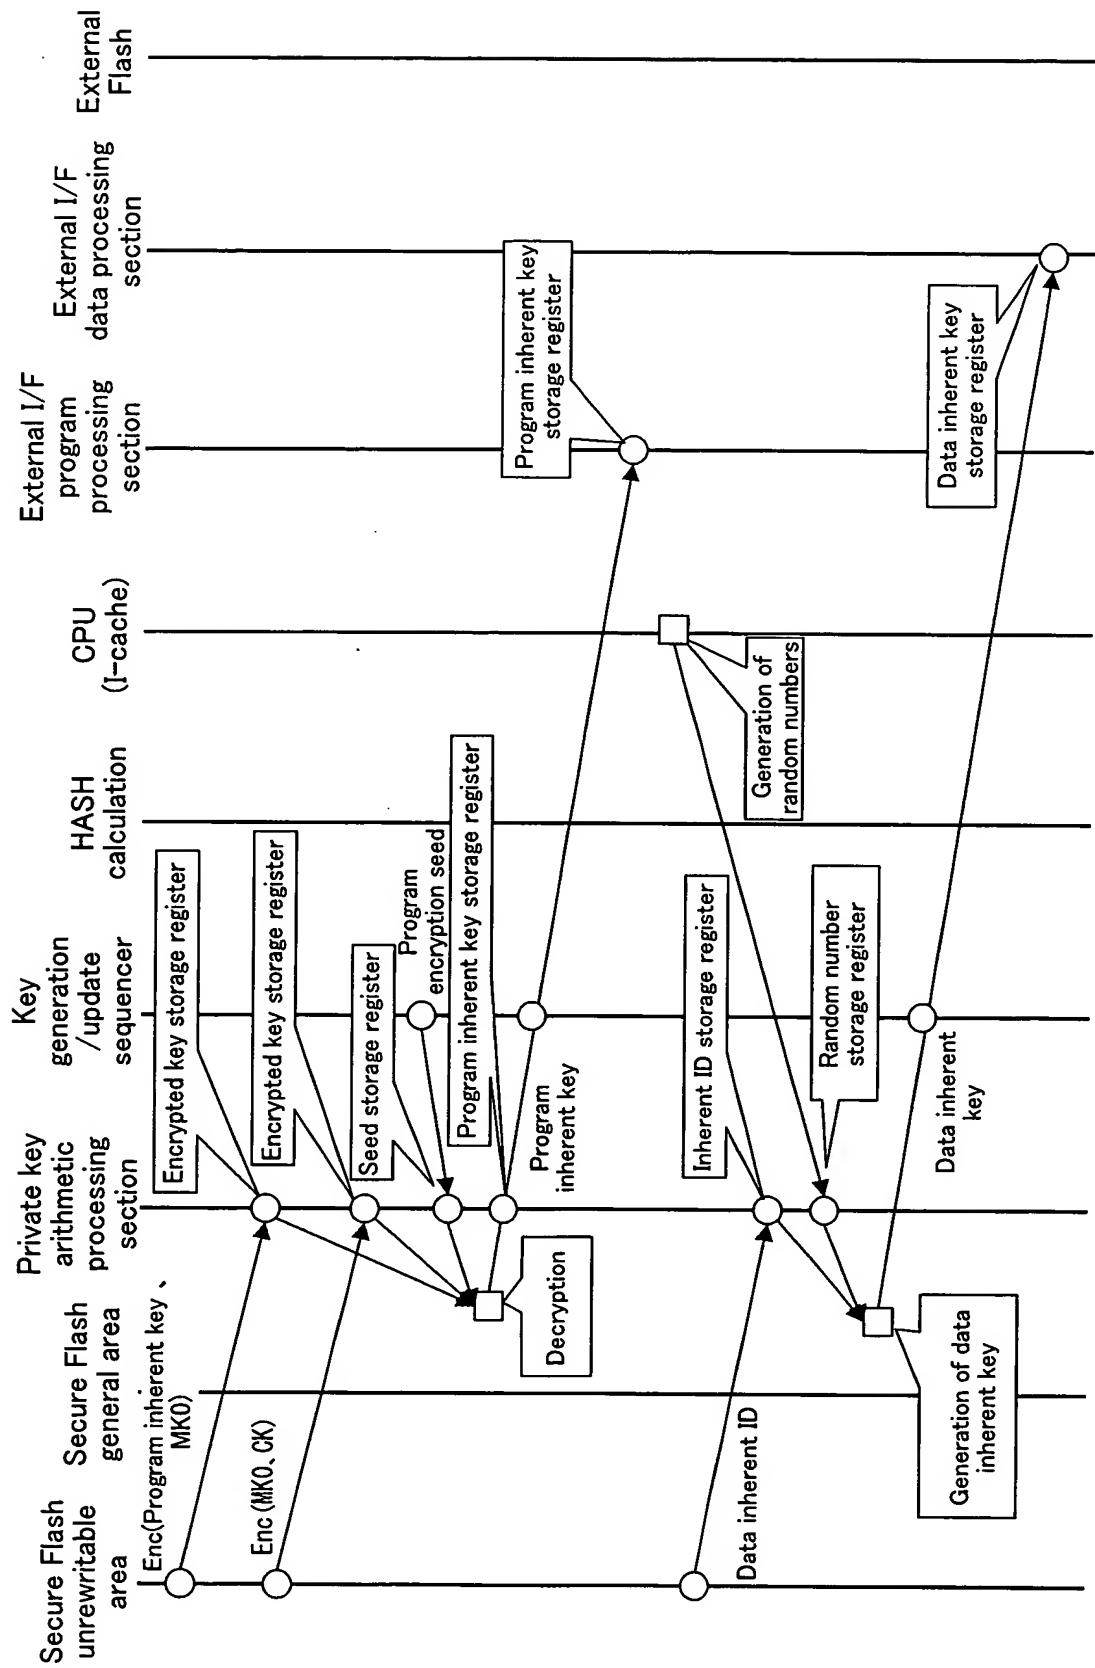 Secure Flash
unrewritable
area
Secure Flash
general area
Private key
arithmetic
processing
section
Key
generation
/update
sequencer
HASH
calculation
CPU
(I-cache)
External I/F
program
processing
section
External I/F
data processing
section
External
Flash
Enc(Program inherent key、
MK0)
Encrypted key storage register
Enc(MK0、CK)
Encrypted key storage register
Seed storage register
Program
encryption seed
Program inherent key storage register
Decryption
Program
inherent key
Program inherent key
storage register
Generation of
random numbers
Data inherent ID
Inherent ID storage register
Random number
storage register
Generation of data
inherent key
Data inherent
key
Data inherent key
storage register